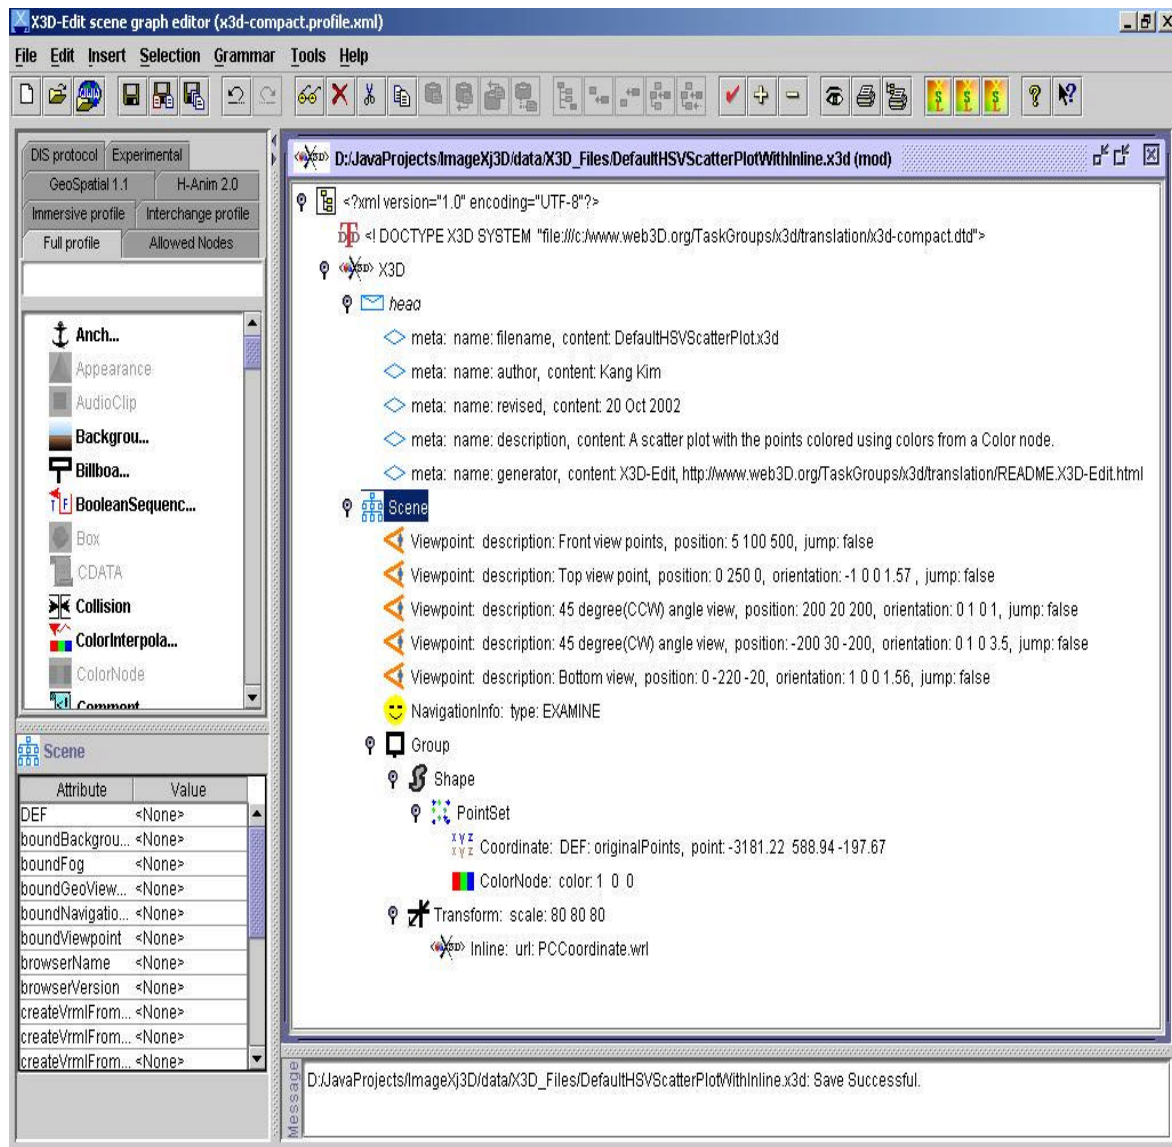 X3D-Edit scene graph editor (x3d-compact.profile.xml)
File Edit Insert Selection Grammar Tools Help
DIS protocol Experimental
GeoSpatial 1.1 H-Anim 2.0
Immersive profile Interchange profile
Full profile Allowed Nodes
Anch...
Appearance
AudioClip
Backgrou...
Billboa...
BooleanSequenc...
Box
CDATA
Collision
ColorInterpola...
ColorNode
Comment
Scene
Attribute Value
DEF <None>
boundBackgrou... <None>
boundFog <None>
boundGeoView... <None>
boundNavigatio... <None>
boundViewpoint <None>
browserName <None>
browserVersion <None>
createVrmlFrom... <None>
createVrmlFrom... <None>
createVrmlFrom... <None>
D:/JavaProjects/ImageXj3D/data/X3D_Files/DefaultHSVScatterPlotWithInline.x3d (mod)
<?xml version="1.0" encoding="UTF-8"?>
<! DOCTYPE X3D SYSTEM "file:///c:/www.web3D.org/TaskGroups/x3d/translation/x3d-compact.dtd">
X3D
head
meta: name: filename, content: DefaultHSVScatterPlot.x3d
meta: name: author, content: Kang Kim
meta: name: revised, content: 20 Oct 2002
meta: name: description, content: A scatter plot with the points colored using colors from a Color node.
meta: name: generator, content: X3D-Edit, http://www.web3D.org/TaskGroups/x3d/translation/README.X3D-Edit.html
Scene
Viewpoint: description: Front view points, position: 5 100 500, jump: false
Viewpoint: description: Top view point, position: 0 250 0, orientation: -1 0 0 1.57 , jump: false
Viewpoint: description: 45 degree(CCW) angle view, position: 200 20 200, orientation: 0 1 0 1, jump: false
Viewpoint: description: 45 degree(CW) angle view, position: -200 30 -200, orientation: 0 1 0 3.5, jump: false
Viewpoint: description: Bottom view, position: 0 -220 -20, orientation: 1 0 0 1.56, jump: false
NavigationInfo: type: EXAMINE
Group
Shape
PointSet
Coordinate: DEF: originalPoints, point: -3181.22 588.94 -197.67
ColorNode: color: 1 0 0
Transform: scale: 80 80 80
Inline: url: PCCoordinate.wrl
Message
D:/JavaProjects/ImageXj3D/data/X3D_Files/DefaultHSVScatterPlotWithInline.x3d: Save Successful.